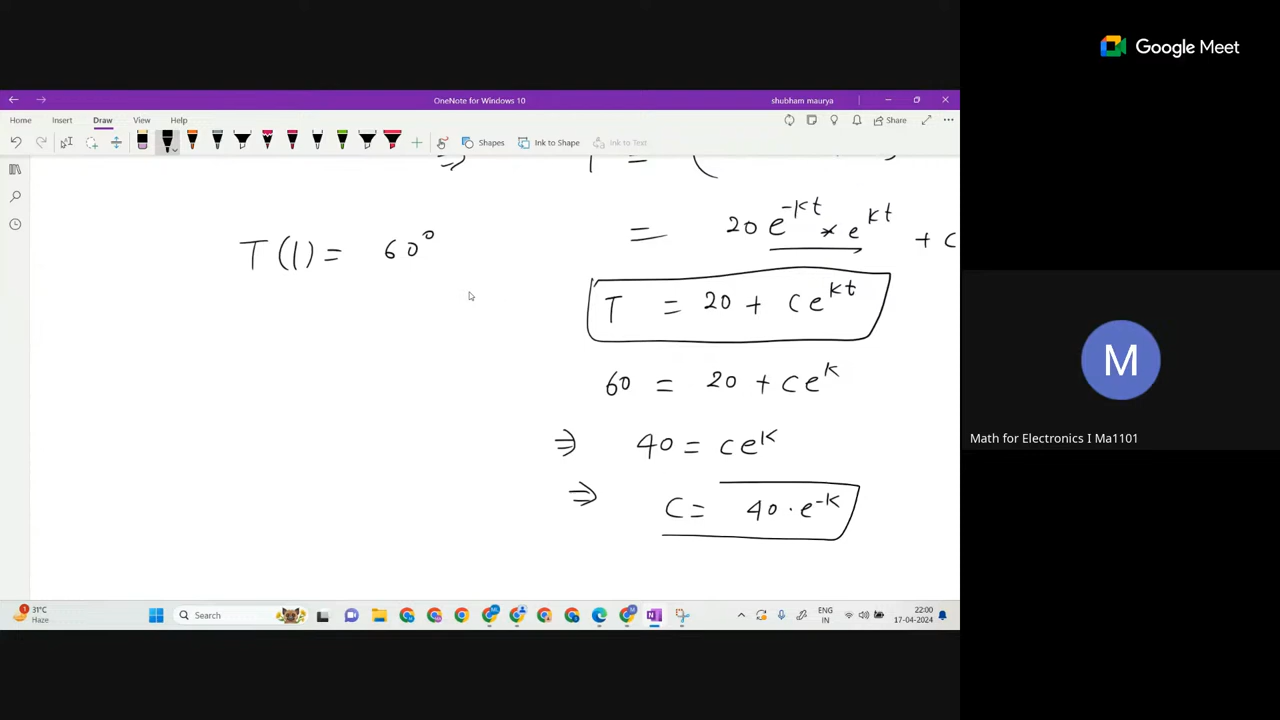 Google Meet
OneNote for Windows 10
shubham maurya
Home Insert Draw View Help
Share
Shapes Ink to Shape Ink to Text
= 20 e^{-kt} * e^{kt} + c
T(1) = 60°
T = 20 + ce^{kt}
60 = 20 + ce^{k}
⇒ 40 = ce^{k}
⇒ C = 40 · e^{-k}
M
Math for Electronics I Ma1101
1
31°C
Haze
Search
ENG
IN
22:00
17-04-2024